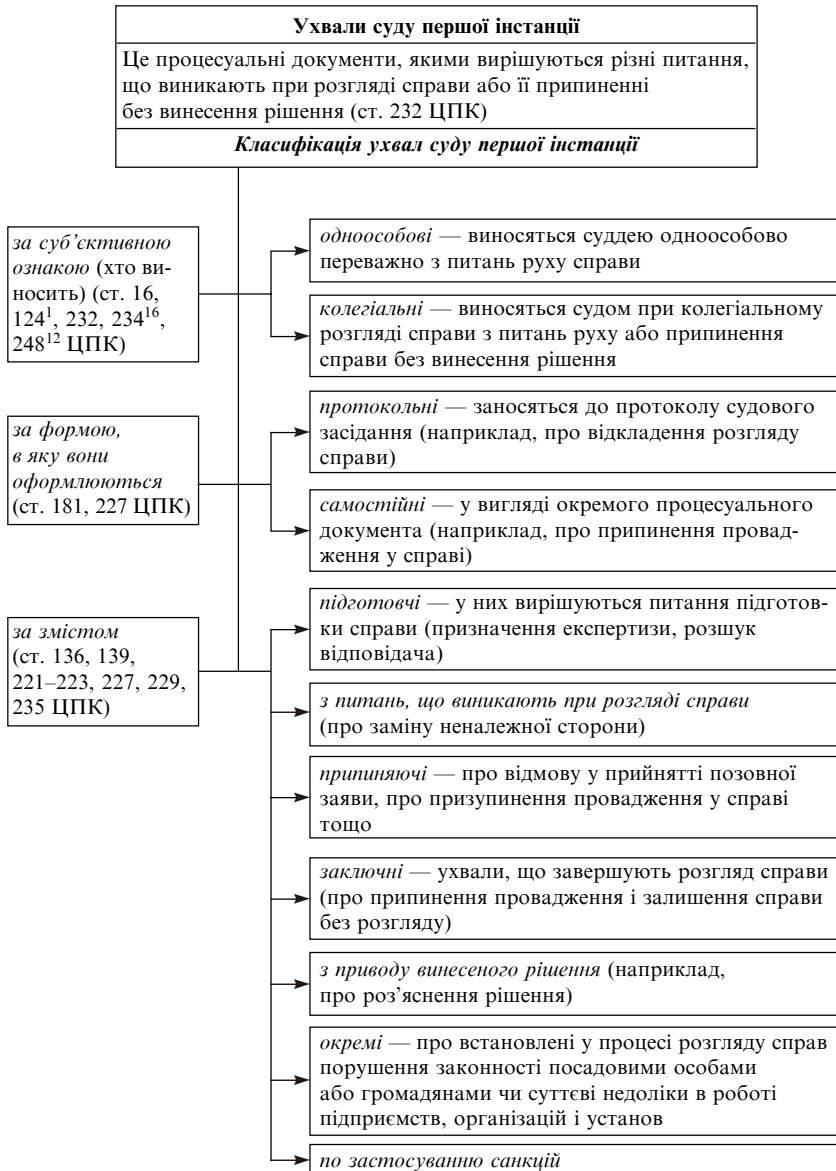 Ухвали суду першої інстанції
Це процесуальні документи, якими вирішуються різні питання,
що виникають при розгляді справи або її припиненні
без винесення рішення (ст. 232 ЦПК)
Класифікація ухвал суду першої інстанції
за суб’єктивною
ознакою (хто ви-
носить) (ст. 16,
124¹, 232, 234¹⁶,
248¹² ЦПК)
одноособові — виносяться суддею одноособово
переважно з питань руху справи
колегіальні — виносяться судом при колегіальному
розгляді справи з питань руху або припинення
справи без винесення рішення
за формою,
в яку вони
оформлюються
(ст. 181, 227 ЦПК)
протокольні — заносяться до протоколу судового
засідання (наприклад, про відкладення розгляду
справи)
самостійні — у вигляді окремого процесуального
документа (наприклад, про припинення провад-
ження у справі)
за змістом
(ст. 136, 139,
221–223, 227, 229,
235 ЦПК)
підготовчі — у них вирішуються питання підготов-
ки справи (призначення експертизи, розшук
відповідача)
з питань, що виникають при розгляді справи
(про заміну неналежної сторони)
припиняючі — про відмову у прийнятті позовної
заяви, про призупинення провадження у справі
тощо
заключні — ухвали, що завершують розгляд справи
(про припинення провадження і залишення справи
без розгляду)
з приводу винесеного рішення (наприклад,
про роз’яснення рішення)
окремі — про встановлені у процесі розгляду справ
порушення законності посадовими особами
або громадянами чи суттєві недоліки в роботі
підприємств, організацій і установ
по застосуванню санкцій